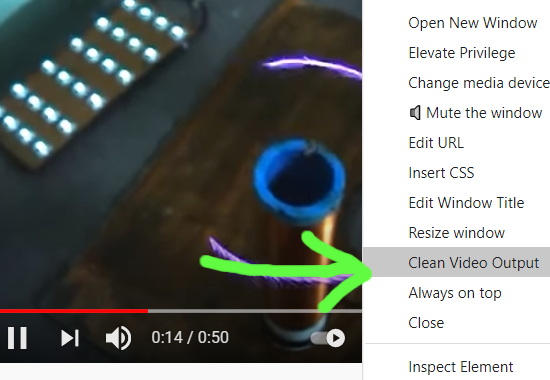 Open New Window
Elevate Privilege
Change media device
Mute the window
Edit URL
Insert CSS
Edit Window Title
Resize window
Clean Video Output
Always on top
Close
Inspect Element
0:14 / 0:50